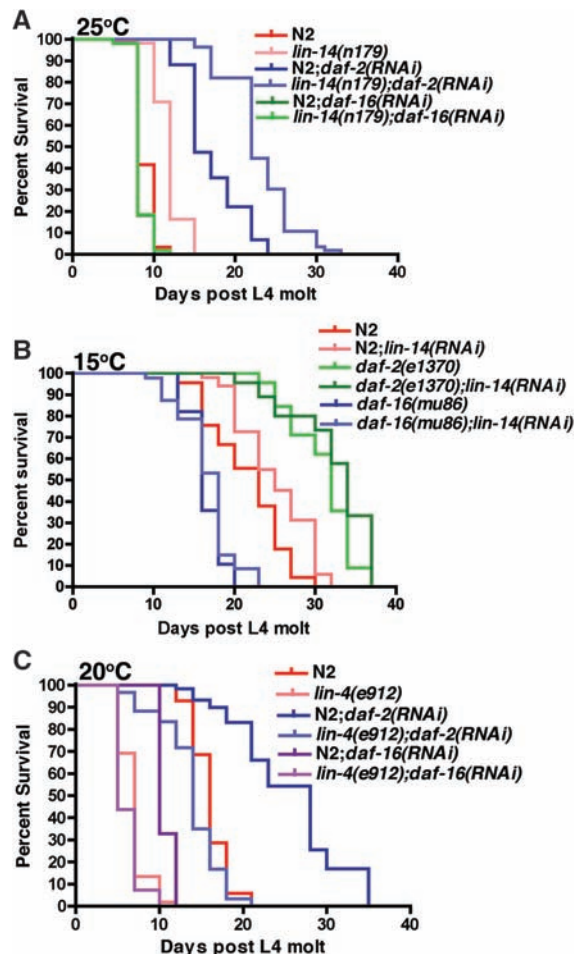 A
25°C
N2
lin-14(n179)
N2;daf-2(RNAi)
lin-14(n179);daf-2(RNAi)
N2;daf-16(RNAi)
lin-14(n179);daf-16(RNAi)
Percent Survival
100
90
80
70
60
50
40
30
20
10
0
0 10 20 30 40
Days post L4 molt
B
15°C
N2
N2;lin-14(RNAi)
daf-2(e1370)
daf-2(e1370);lin-14(RNAi)
daf-16(mu86)
daf-16(mu86);lin-14(RNAi)
Percent Survival
100
90
80
70
60
50
40
30
20
10
0
0 10 20 30 40
Days post L4 molt
C
20°C
N2
lin-4(e912)
N2;daf-2(RNAi)
lin-4(e912);daf-2(RNAi)
N2;daf-16(RNAi)
lin-4(e912);daf-16(RNAi)
Percent Survival
100
90
80
70
60
50
40
30
20
10
0
0 10 20 30 40
Days post L4 molt